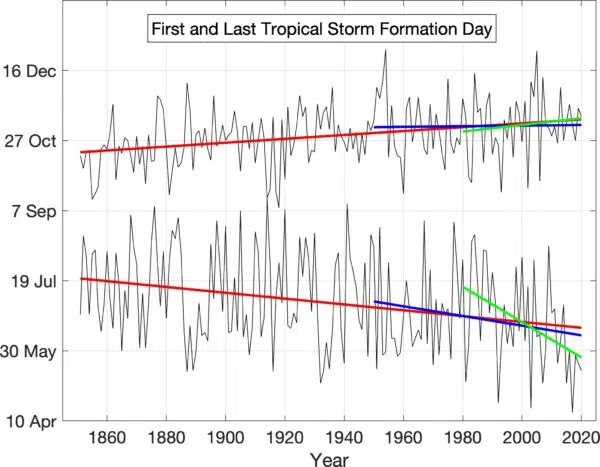 First and Last Tropical Storm Formation Day
16 Dec
27 Oct
7 Sep
19 Jul
30 May
10 Apr
1860 1880 1900 1920 1940 1960 1980 2000 2020
Year